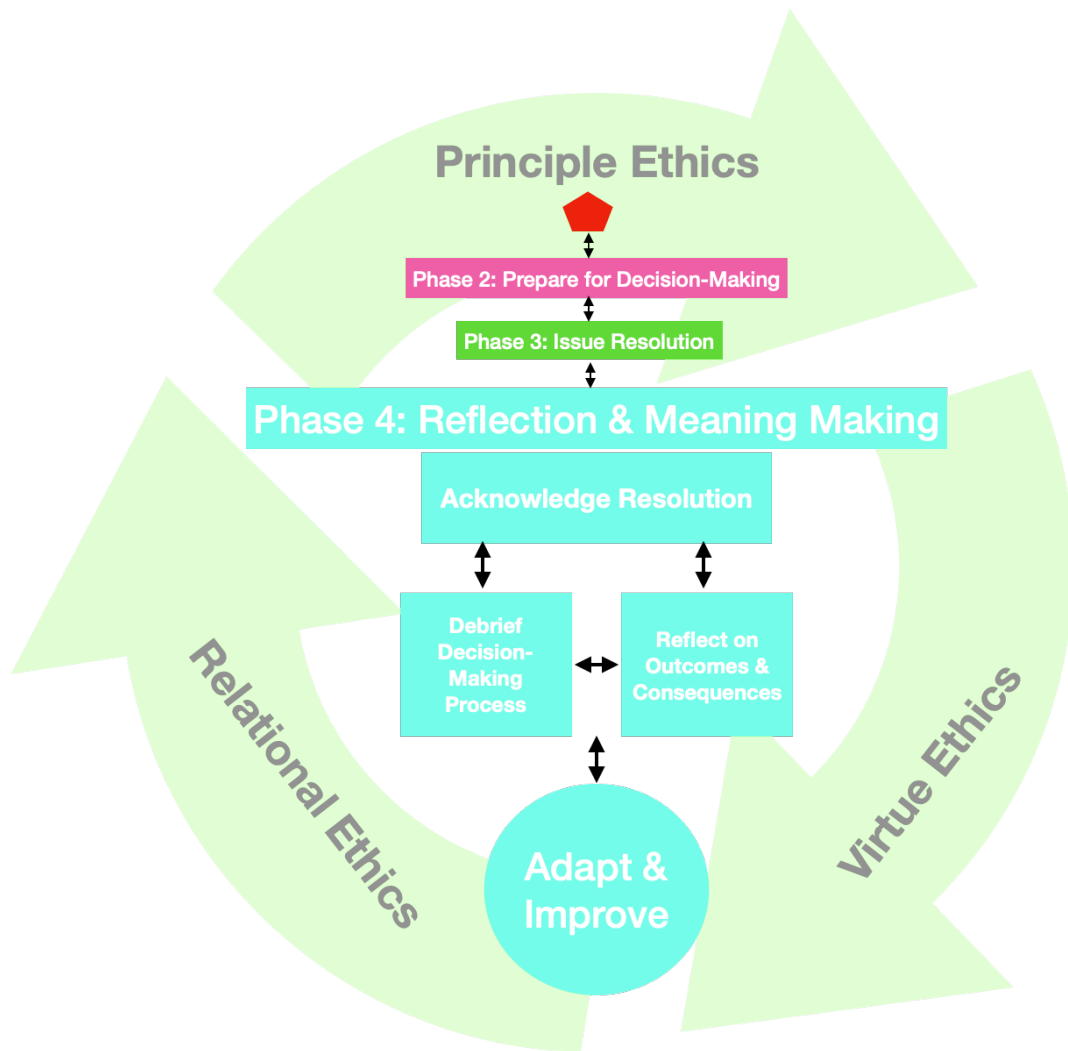 Principle Ethics
Phase 2: Prepare for Decision-Making
Phase 3: Issue Resolution
Phase 4: Reflection & Meaning Making
Acknowledge Resolution
Debrief
Decision-
Making
Process
Reflect on
Outcomes &
Consequences
Relational Ethics
Virtue Ethics
Adapt &
Improve